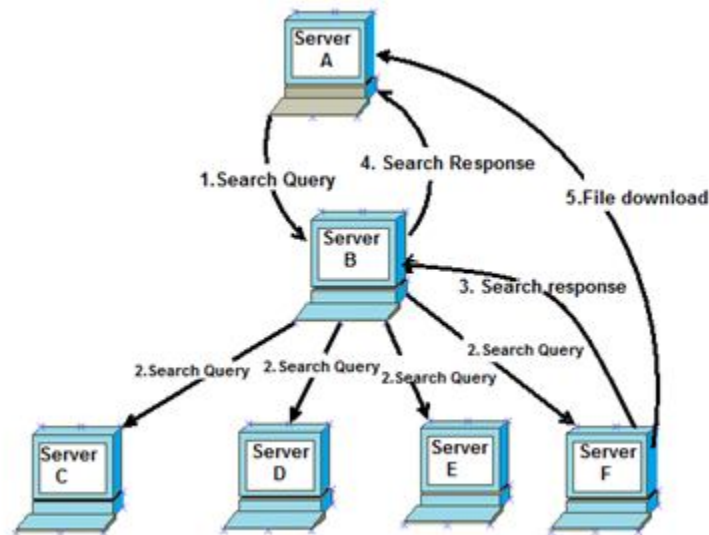 Server
A
1.Search Query
4. Search Response
5.File download
Server
B
3. Search response
2.Search Query
2.Search Query
2.Search Query
2.Search Query
Server
C
Server
D
Server
E
Server
F